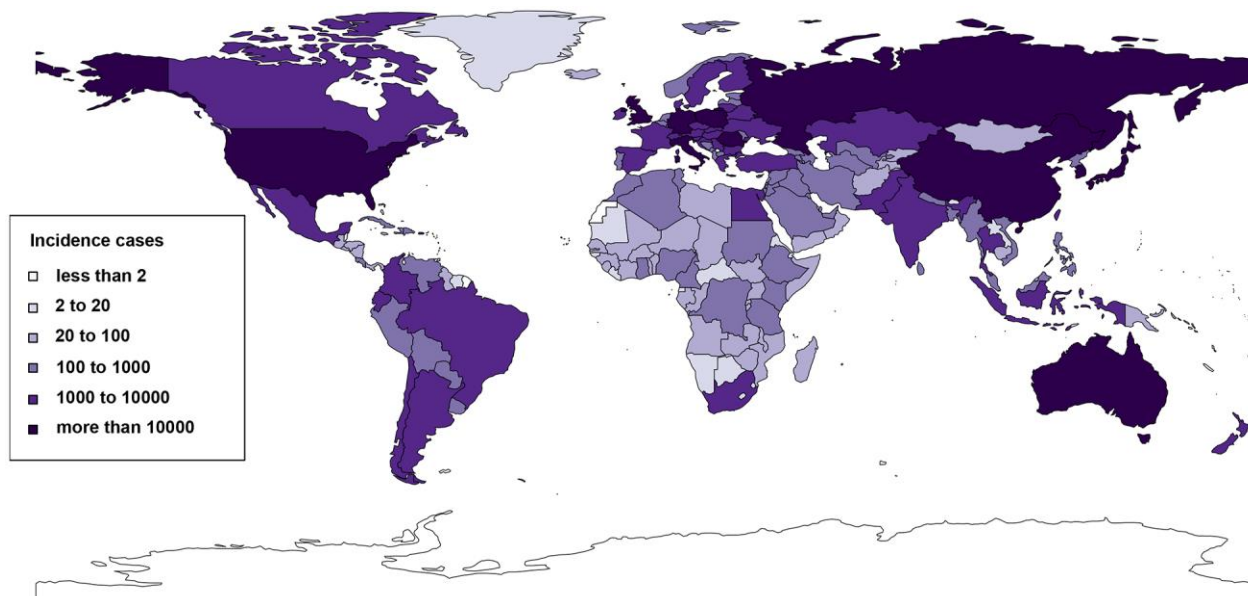 Incidence cases
less than 2
2 to 20
20 to 100
100 to 1000
1000 to 10000
more than 10000